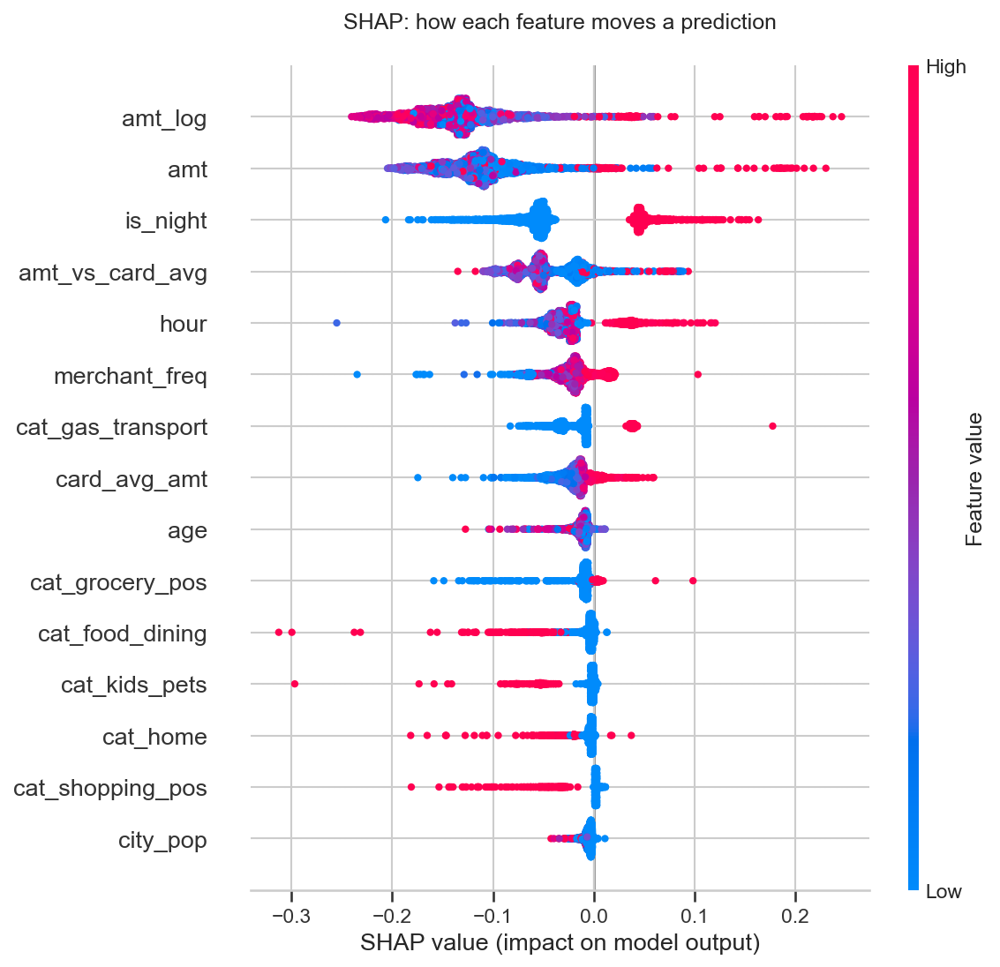 SHAP: how each feature moves a prediction
High
amt_log
amt
is_night
amt_vs_card_avg
hour
merchant_freq
cat_gas_transport
card_avg_amt
age
cat_grocery_pos
cat_food_dining
cat_kids_pets
cat_home
cat_shopping_pos
city_pop
Feature value
Low
−0.3 −0.2 −0.1 0.0 0.1 0.2
SHAP value (impact on model output)